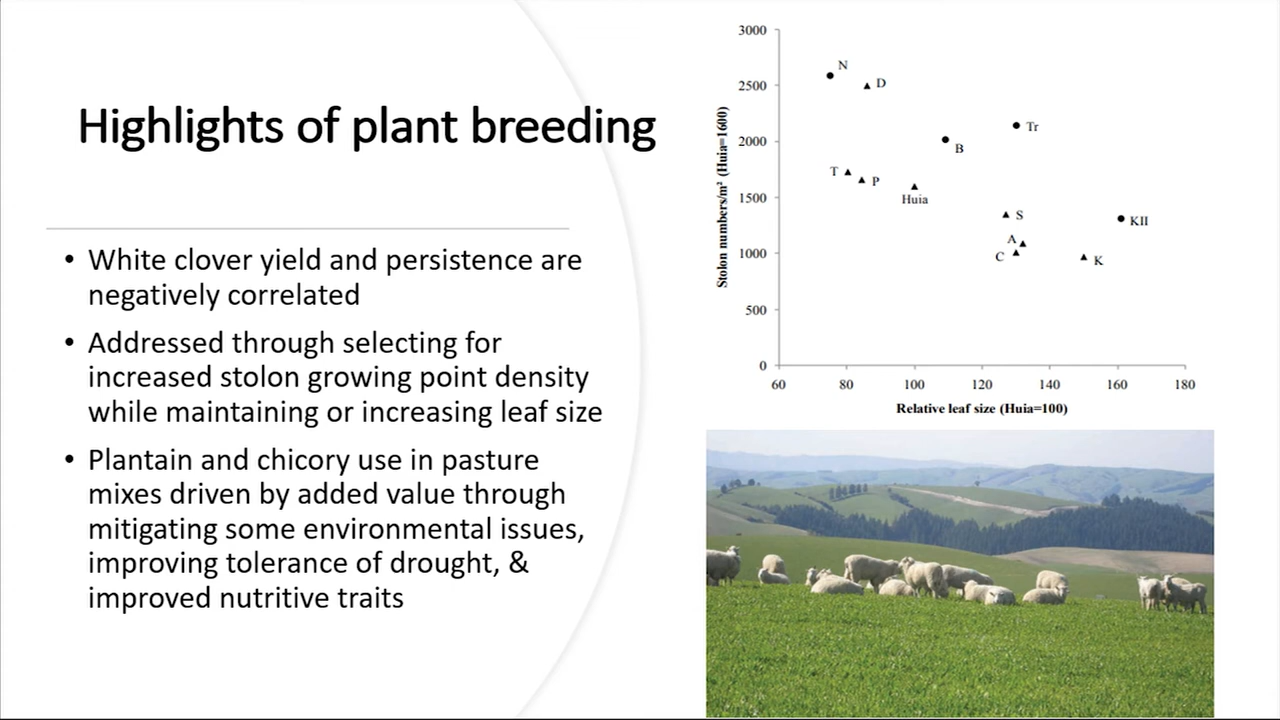 Highlights of plant breeding
• White clover yield and persistence are
negatively correlated
• Addressed through selecting for
increased stolon growing point density
while maintaining or increasing leaf size
• Plantain and chicory use in pasture
mixes driven by added value through
mitigating some environmental issues,
improving tolerance of drought, &
improved nutritive traits
Stolon numbers/m² (Huia=1600)
3000
2500
2000
1500
1000
500
0
N
D
Tr
B
T
P
Huia
S
KII
A
C
K
60 80 100 120 140 160 180
Relative leaf size (Huia=100)